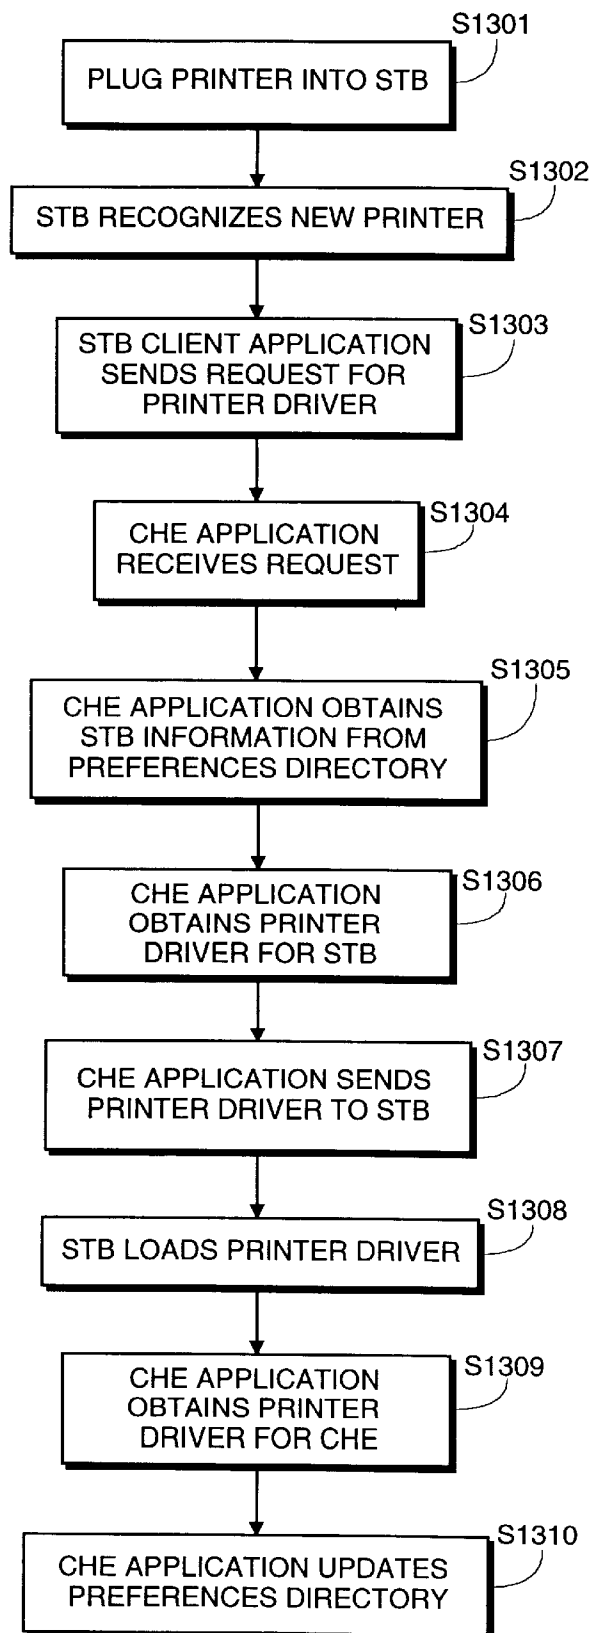 S1301
PLUG PRINTER INTO STB
S1302
STB RECOGNIZES NEW PRINTER
S1303
STB CLIENT APPLICATION
SENDS REQUEST FOR
PRINTER DRIVER
S1304
CHE APPLICATION
RECEIVES REQUEST
S1305
CHE APPLICATION OBTAINS
STB INFORMATION FROM
PREFERENCES DIRECTORY
S1306
CHE APPLICATION
OBTAINS PRINTER
DRIVER FOR STB
S1307
CHE APPLICATION SENDS
PRINTER DRIVER TO STB
S1308
STB LOADS PRINTER DRIVER
S1309
CHE APPLICATION
OBTAINS PRINTER
DRIVER FOR CHE
S1310
CHE APPLICATION UPDATES
PREFERENCES DIRECTORY